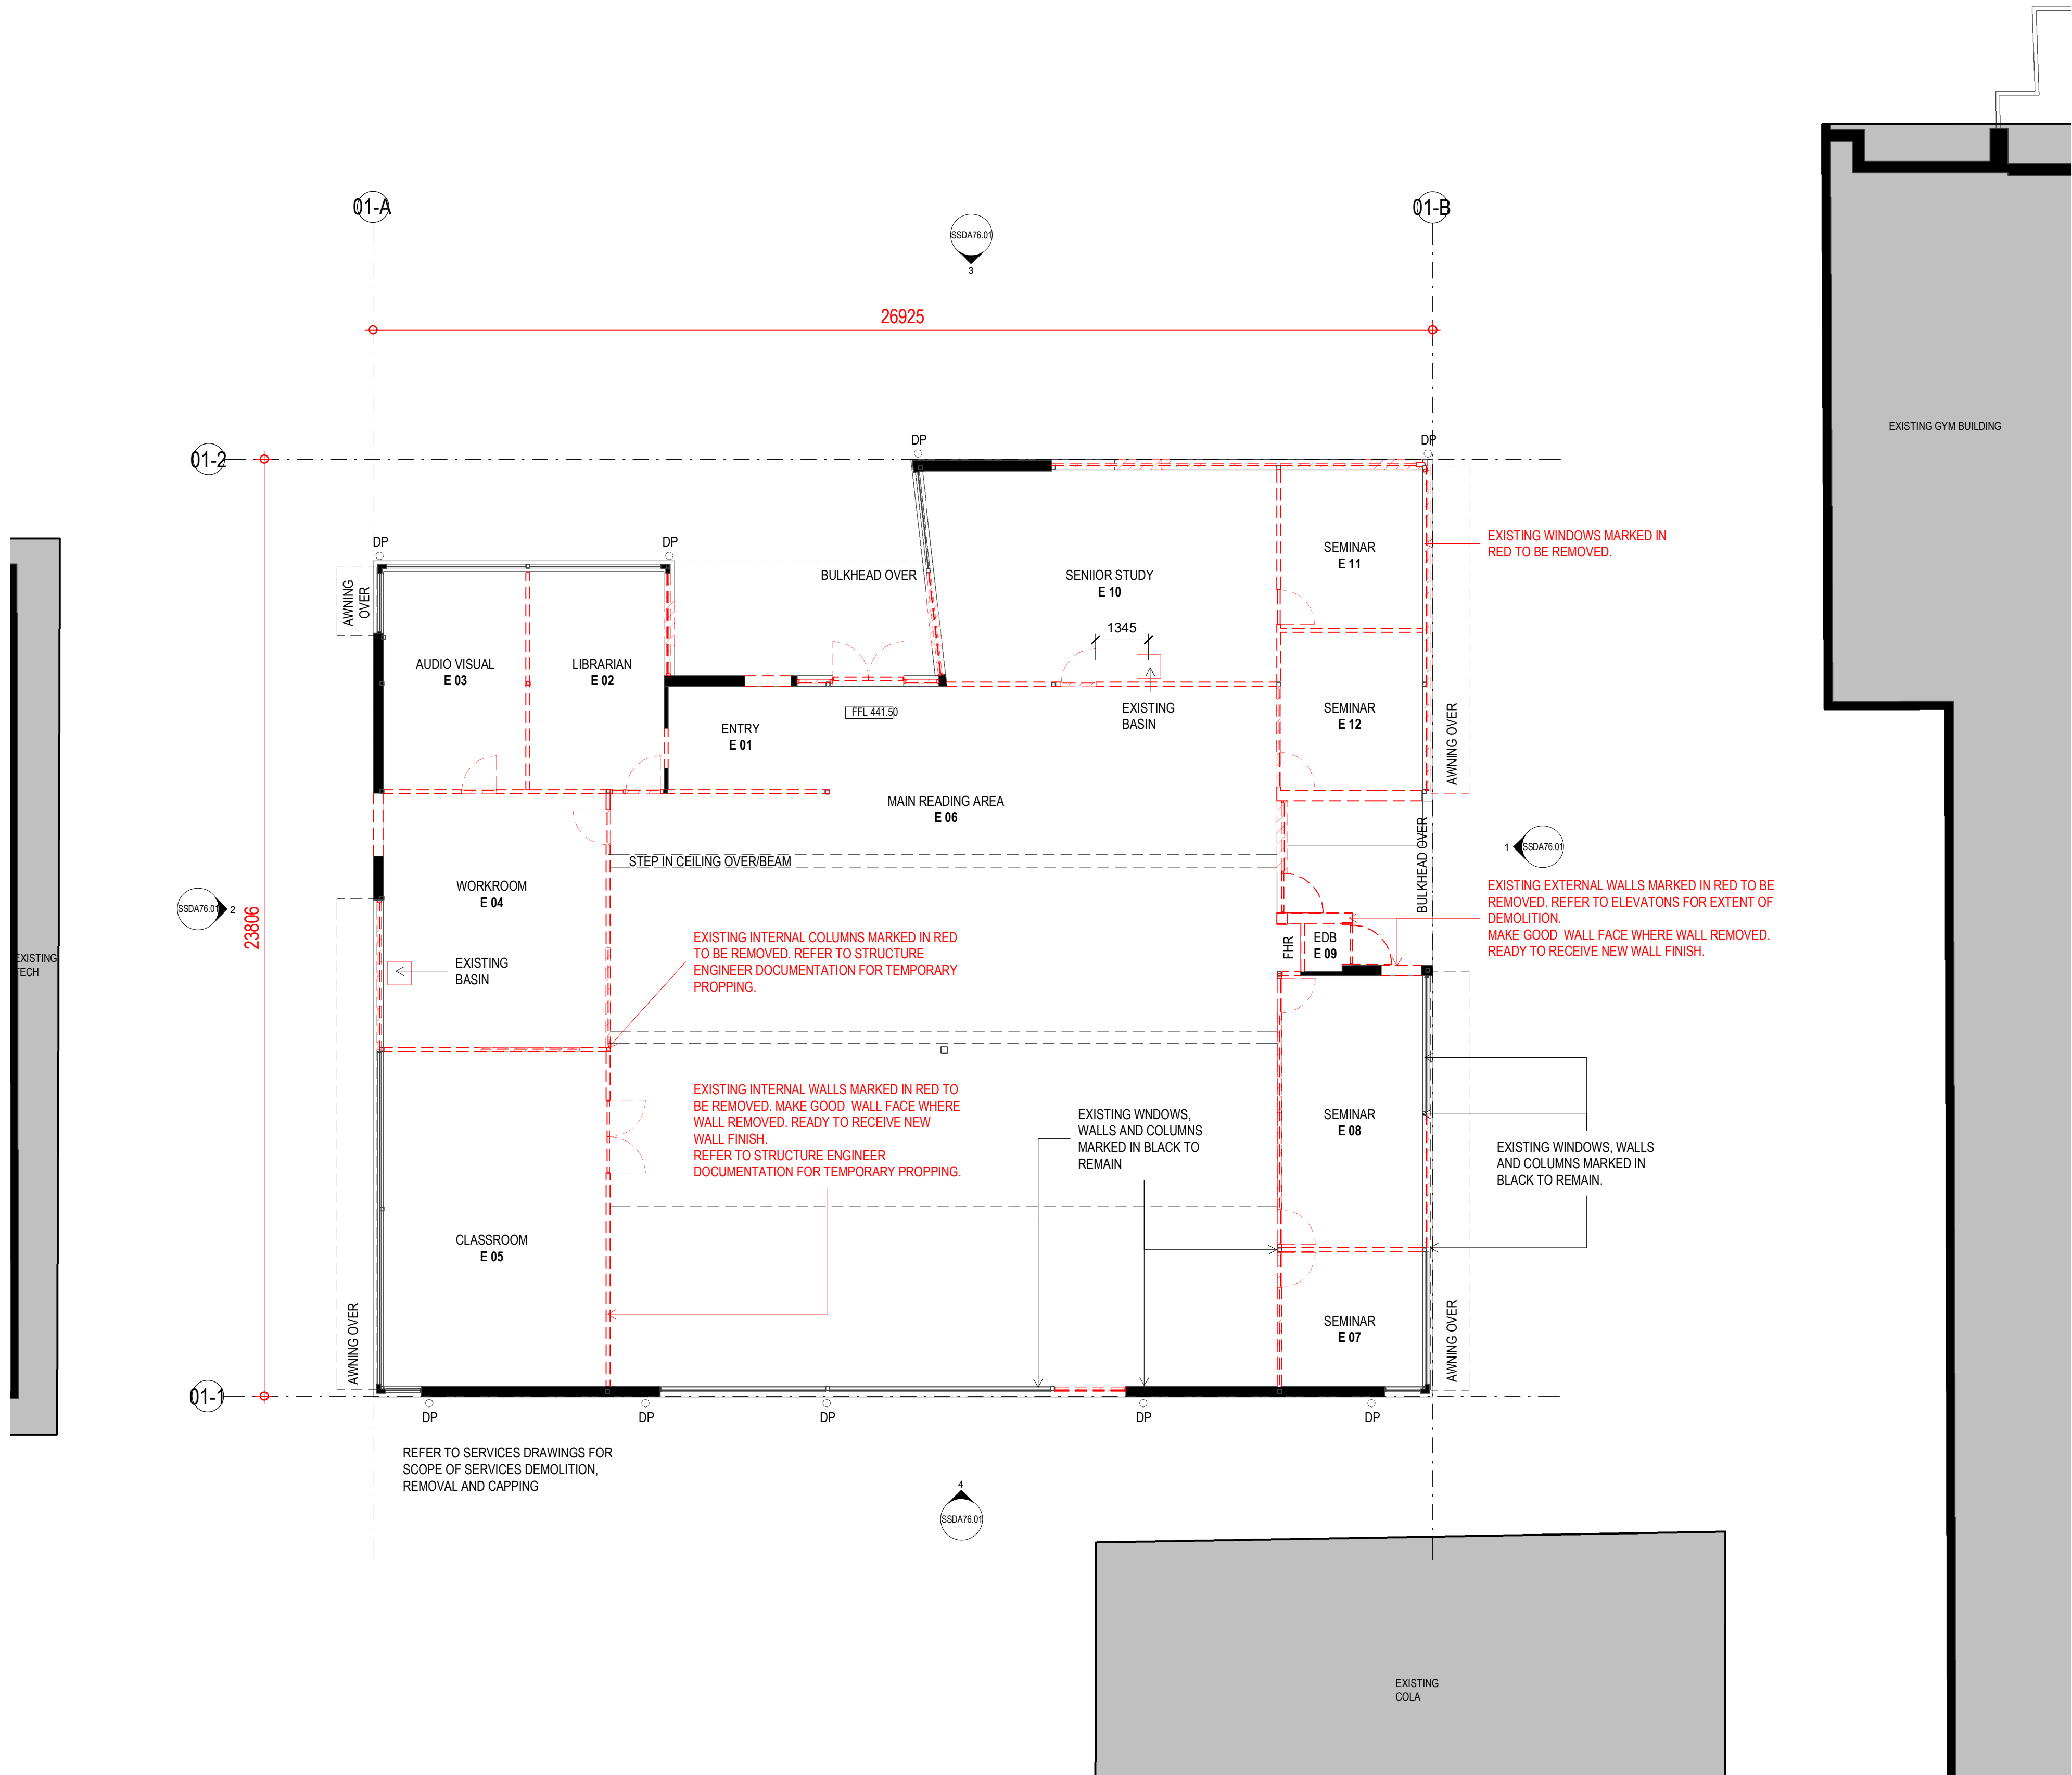 01-A
01-B
SSDA76.01
3
26925
EXISTING GYM BUILDING
DP
DP
01-2
EXISTING WINDOWS MARKED IN
RED TO BE REMOVED.
SEMINAR
E 11
DP
DP
BULKHEAD OVER
SENIIOR STUDY
E 10
AWNING
OVER
1345
AUDIO VISUAL
E 03
LIBRARIAN
E 02
EXISTING
BASIN
SEMINAR
E 12
FFL 441.50
ENTRY
E 01
AWNING OVER
MAIN READING AREA
E 06
STEP IN CEILING OVER/BEAM
BULKHEAD OVER
1
SSDA76.01
WORKROOM
E 04
SSDA76.01
2
23806
EXISTING EXTERNAL WALLS MARKED IN RED TO BE
REMOVED. REFER TO ELEVATONS FOR EXTENT OF
DEMOLITION.
MAKE GOOD WALL FACE WHERE WALL REMOVED.
READY TO RECEIVE NEW WALL FINISH.
EXISTING INTERNAL COLUMNS MARKED IN RED
TO BE REMOVED. REFER TO STRUCTURE
ENGINEER DOCUMENTATION FOR TEMPORARY
PROPPING.
FHR
EDB
E 09
EXISTING
TECH
EXISTING
BASIN
EXISTING INTERNAL WALLS MARKED IN RED TO
BE REMOVED. MAKE GOOD WALL FACE WHERE
WALL REMOVED. READY TO RECEIVE NEW
WALL FINISH.
REFER TO STRUCTURE ENGINEER
DOCUMENTATION FOR TEMPORARY PROPPING.
EXISTING WNDOWS,
WALLS AND COLUMNS
MARKED IN BLACK TO
REMAIN
SEMINAR
E 08
EXISTING WINDOWS, WALLS
AND COLUMNS MARKED IN
BLACK TO REMAIN.
CLASSROOM
E 05
SEMINAR
E 07
AWNING OVER
AWNING OVER
01-1
DP
DP
DP
DP
DP
REFER TO SERVICES DRAWINGS FOR
SCOPE OF SERVICES DEMOLITION,
REMOVAL AND CAPPING
4
SSDA76.01
EXISTING
COLA